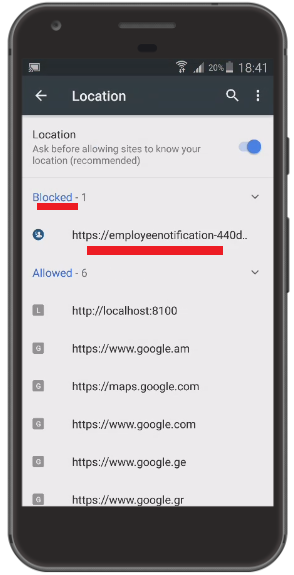 20% 18:41
Location
Location
Ask before allowing sites to know your
location (recommended)
Blocked - 1
https://employeenotification-440d..
Allowed - 6
L http://localhost:8100
G https://www.google.am
G https://maps.google.com
G https://www.google.com
G https://www.google.ge
G https://www.google.gr